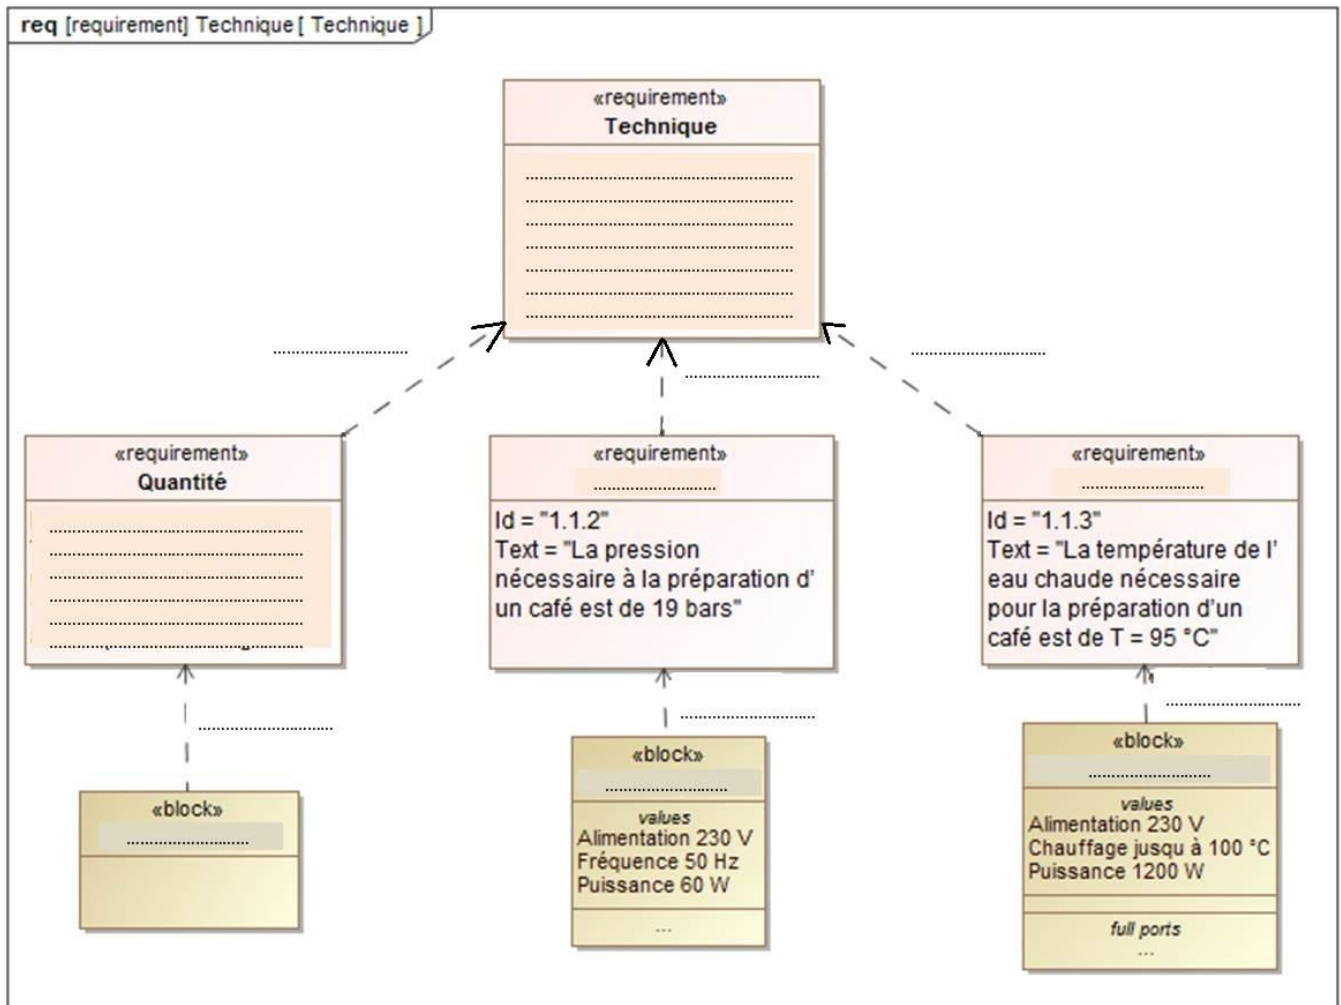 req [requirement] Technique [ Technique ]
«requirement»
Technique
«requirement»
Quantité
«requirement»
Id = "1.1.2"
Text = "La pression
nécessaire à la préparation d'
un café est de 19 bars"
«requirement»
Id = "1.1.3"
Text = "La température de l'
eau chaude nécessaire
pour la préparation d'un
café est de T = 95 °C"
«block»
«block»
values
Alimentation 230 V
Fréquence 50 Hz
Puissance 60 W
...
«block»
values
Alimentation 230 V
Chauffage jusqu à 100 °C
Puissance 1200 W
full ports
...